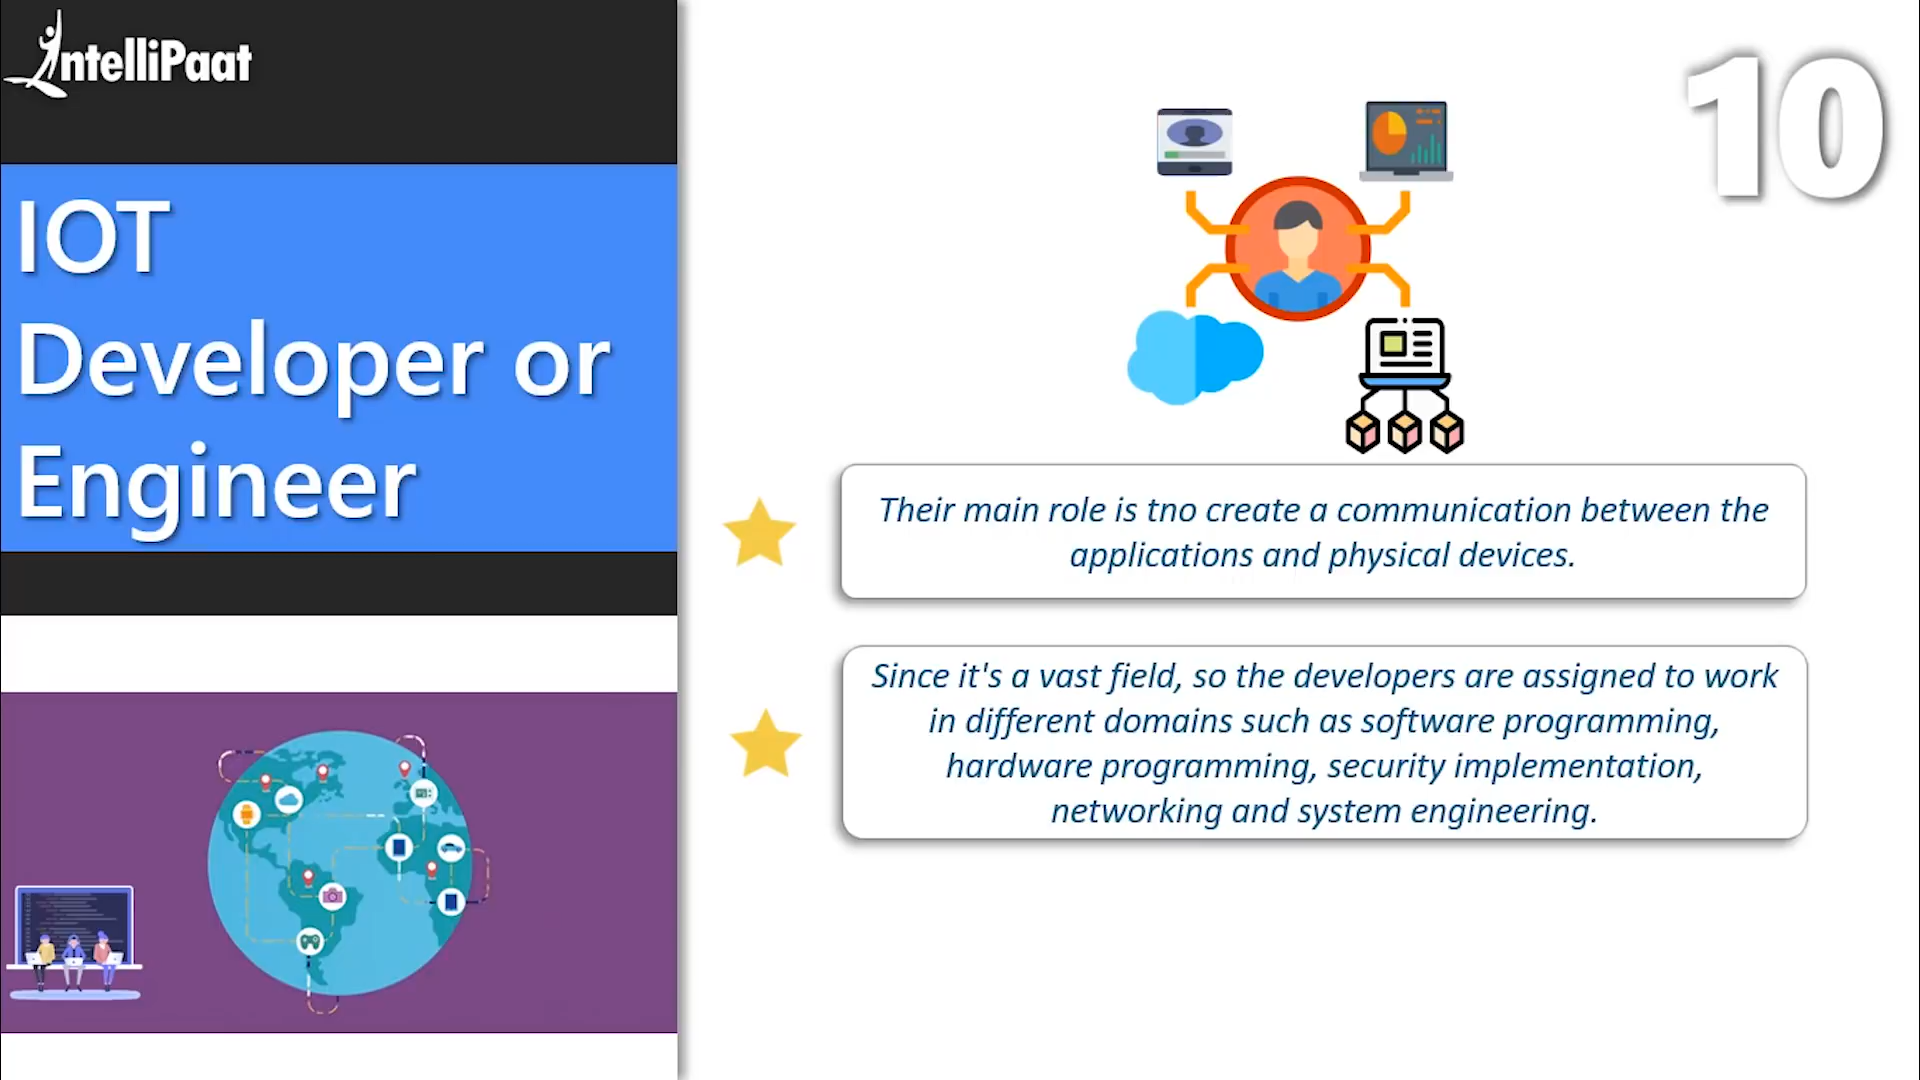 IntelliPaat
10
IOT
Developer or
Engineer
Their main role is tno create a communication between the
applications and physical devices.
Since it's a vast field, so the developers are assigned to work
in different domains such as software programming,
hardware programming, security implementation,
networking and system engineering.